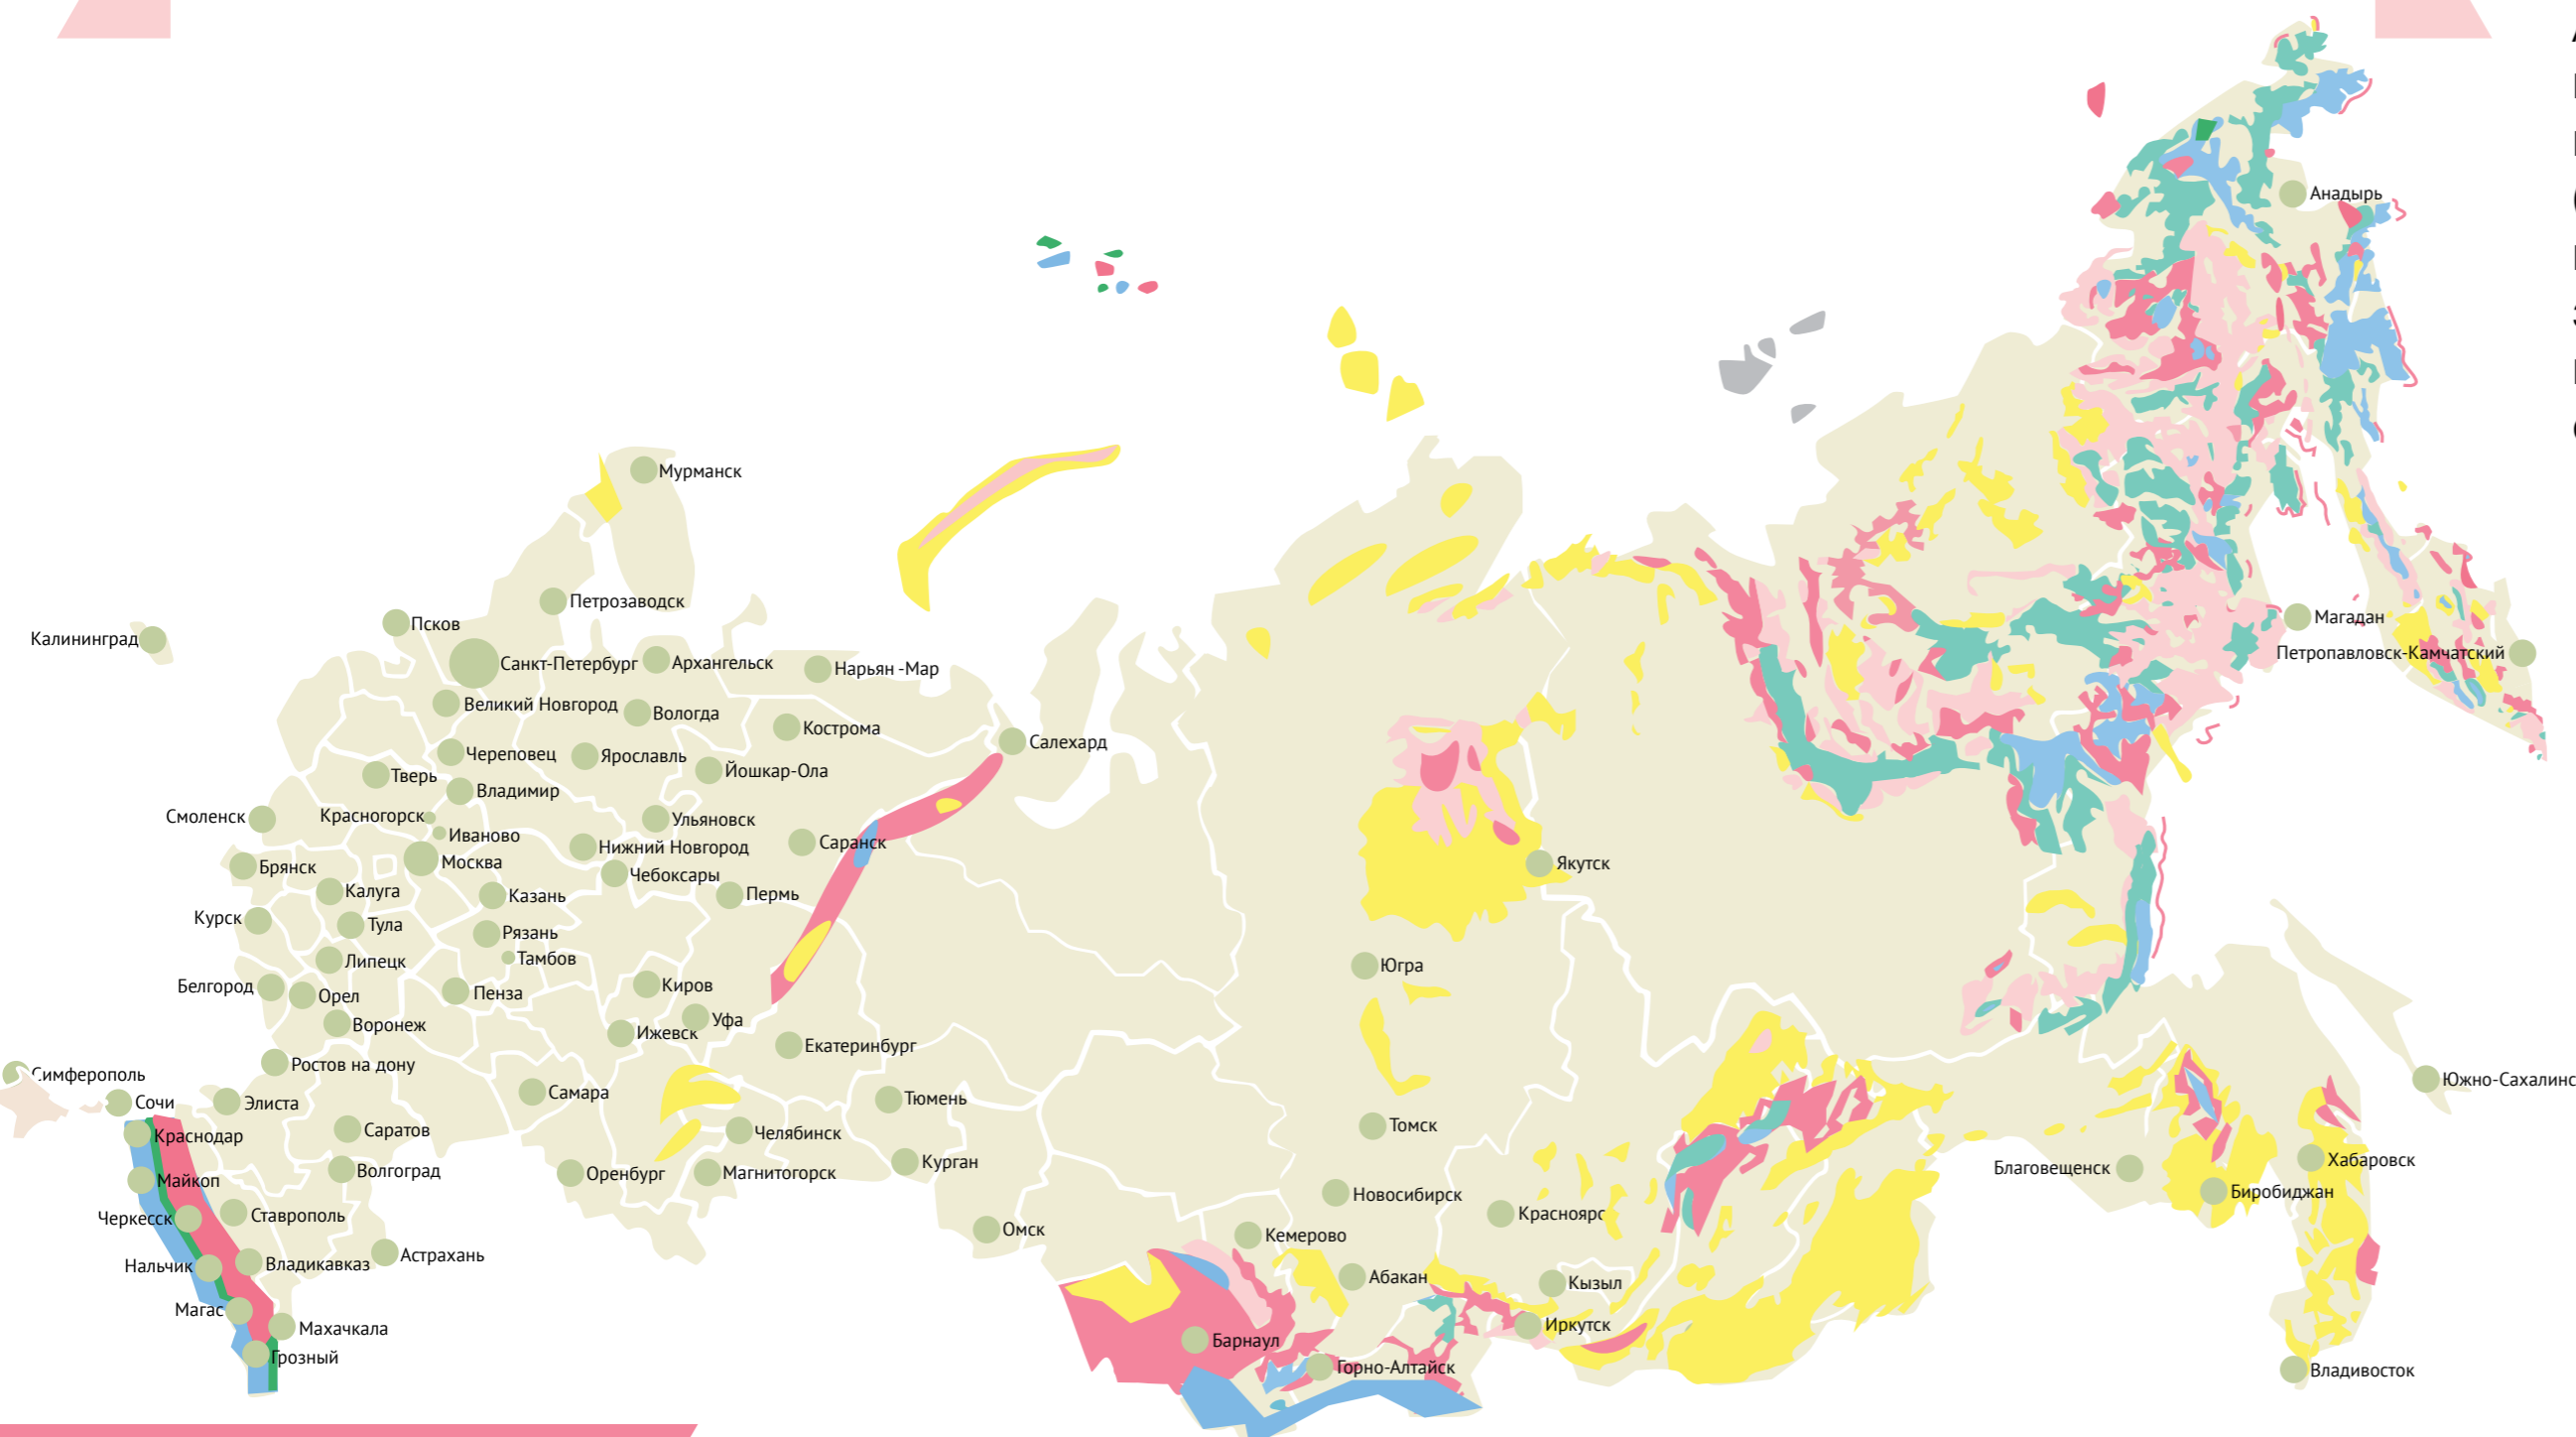 Анадырь
Мурманск
Петрозаводск
Магадан
Псков
Калининград
Петропавловск-Камчатский
Санкт-Петербург
Архангельск
Нарьян -Мар
Великий Новгород
Вологда
Кострома
Салехард
Череповец
Ярославль
Йошкар-Ола
Тверь
Владимир
Смоленск
Красногорск
Ульяновск
Иваново
Саранск
Нижний Новгород
Москва
Якутск
Брянск
Чебоксары
Калуга
Казань
Пермь
Курск
Тула
Рязань
Тамбов
Липецк
Югра
Белгород
Орел
Пенза
Киров
Воронеж
Уфа
Ижевск
Екатеринбург
Ростов на дону
Симферополь
Южно-Сахалинс
Самара
Тюмень
Сочи
Элиста
Томск
Саратов
Челябинск
Краснодар
Хабаровск
Курган
Благовещенск
Волгоград
Оренбург
Магнитогорск
Майкоп
Биробиджан
Новосибирск
Красноярс
Ставрополь
Черкесск
Омск
Кемерово
Астрахань
Владикавказ
Нальчик
Абакан
Кызыл
Магас
Иркутск
Махачкала
Барнаул
Грозный
Горно-Алтайск
Владивосток